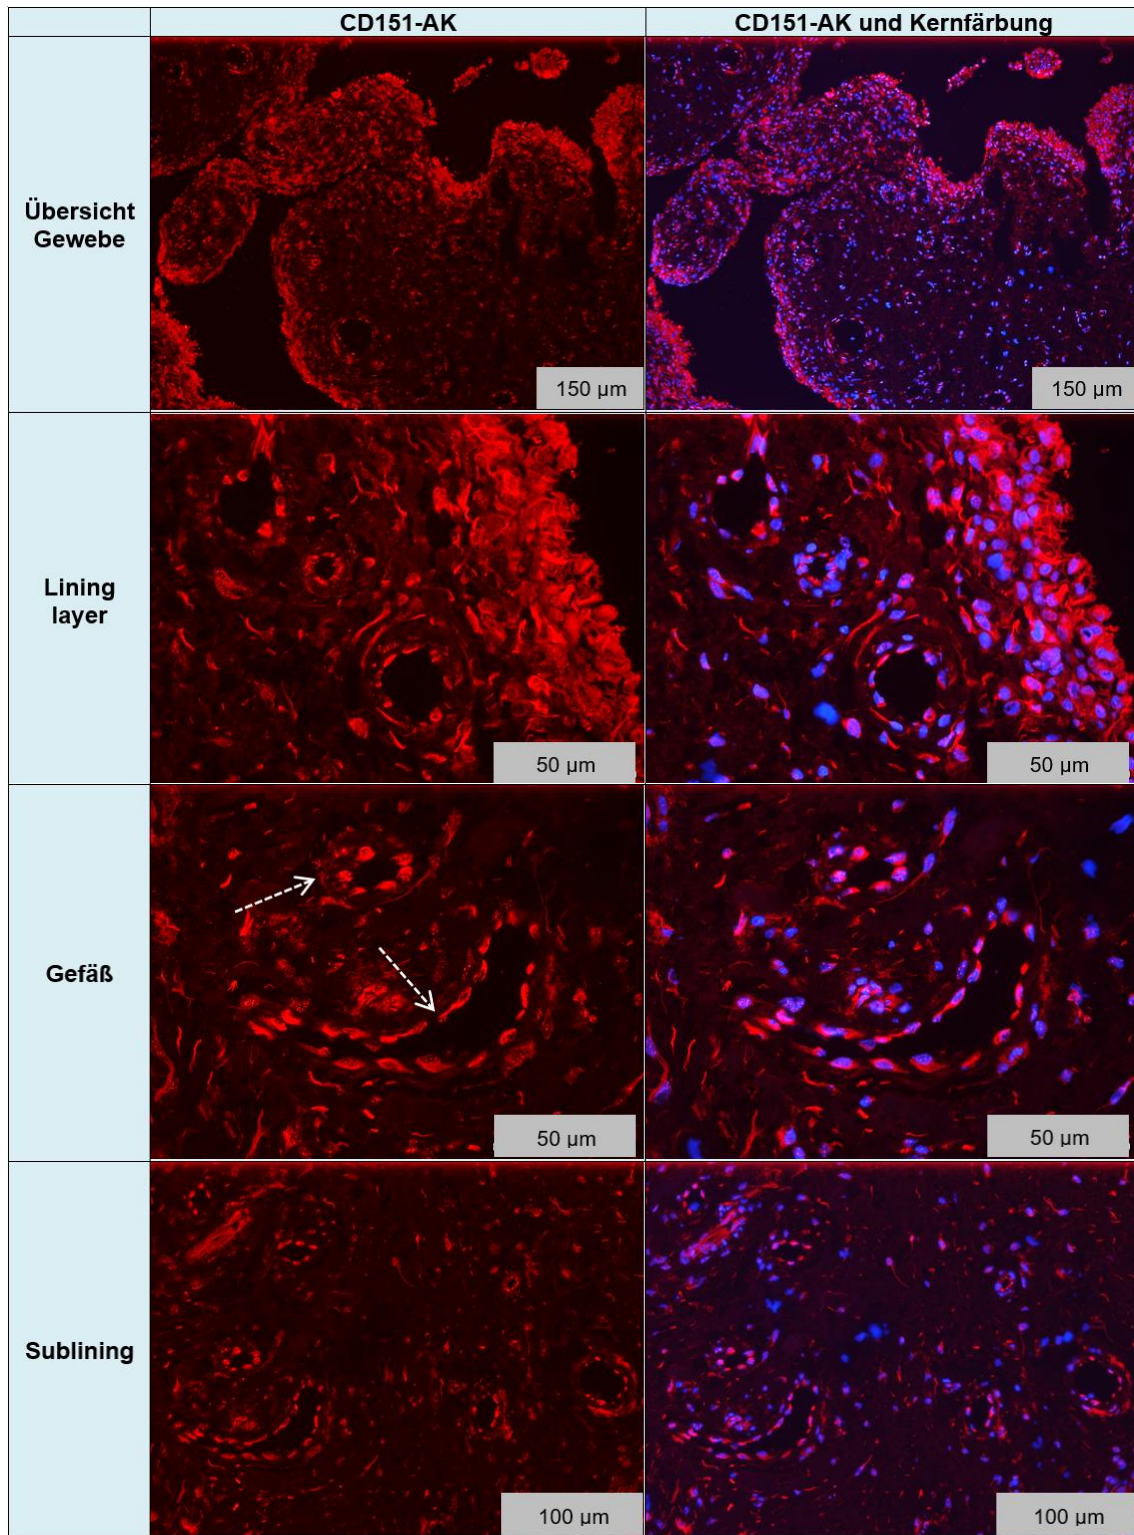 CD151-AK
CD151-AK und Kernfärbung
Übersicht
Gewebe
150 µm
150 µm
Lining
layer
50 µm
50 µm
Gefäß
50 µm
50 µm
Sublining
100 µm
100 µm